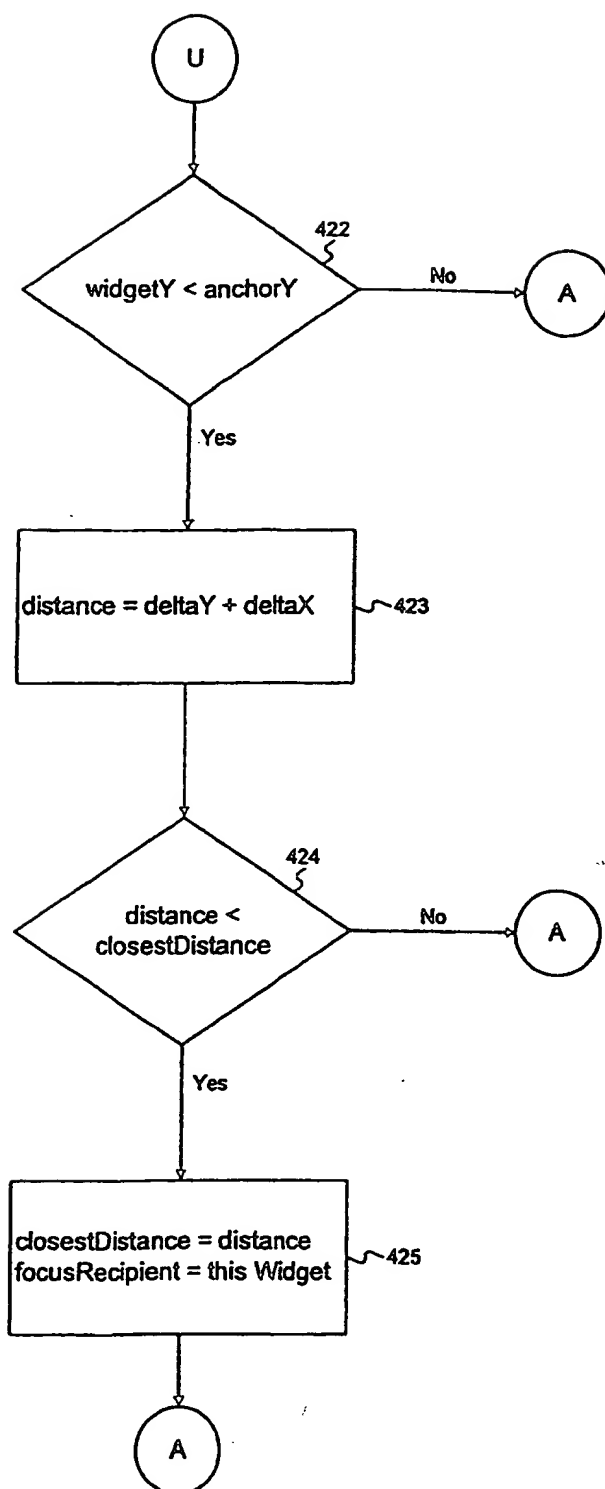 U
422
widgetY < anchorY
No
A
Yes
distance = deltaY + deltaX
423
424
distance <
closestDistance
No
A
Yes
closestDistance = distance
focusRecipient = this Widget
425
A